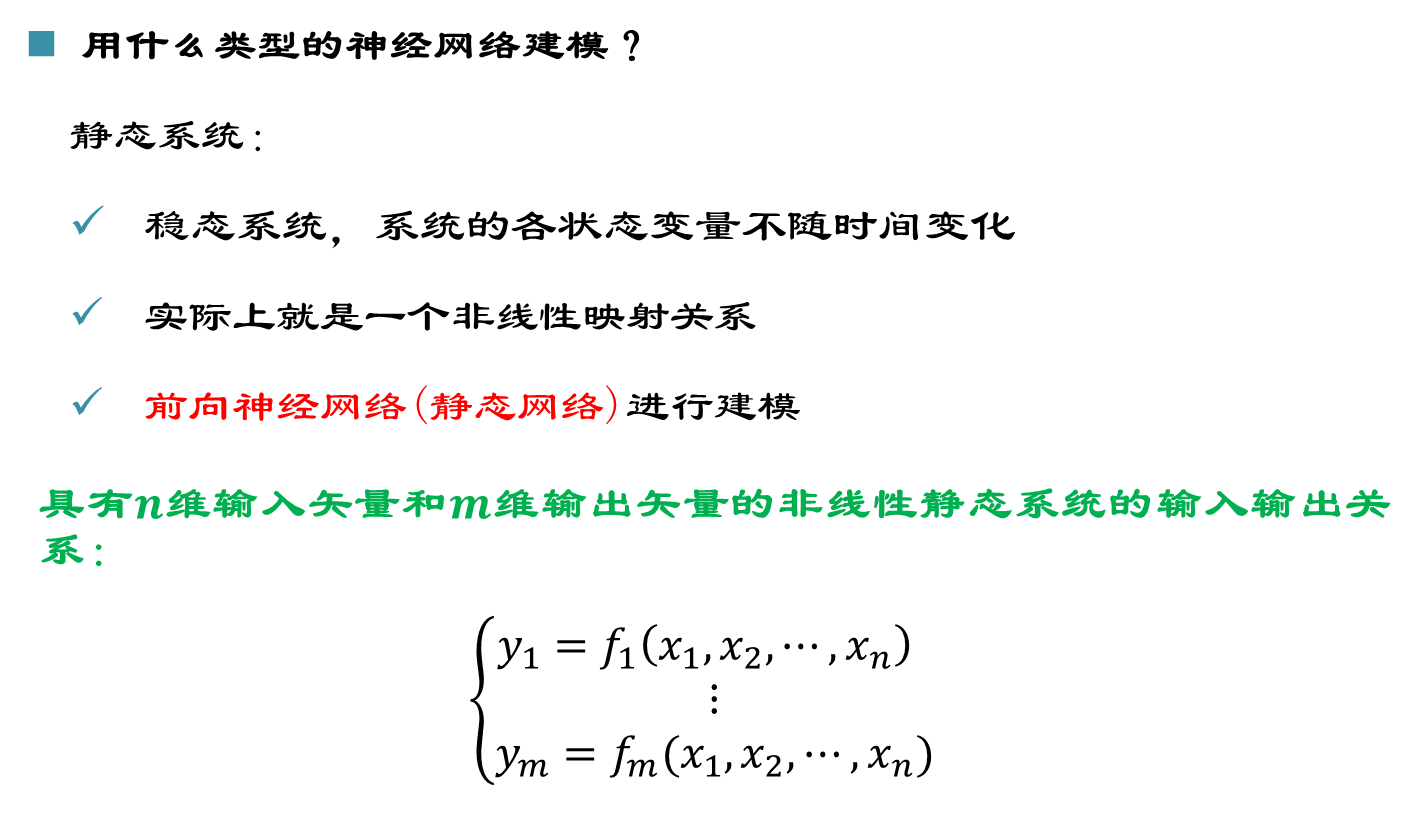 ■ 用什么类型的神经网络建模？
静态系统：
✓ 稳态系统，系统的各状态变量不随时间变化
✓ 实际上就是一个非线性映射关系
✓ 前向神经网络(静态网络)进行建模
具有n维输入矢量和m维输出矢量的非线性静态系统的输入输出关
系：
y₁ = f₁(x₁, x₂, ⋯, xₙ)
⋮
yₘ = fₘ(x₁, x₂, ⋯, xₙ)